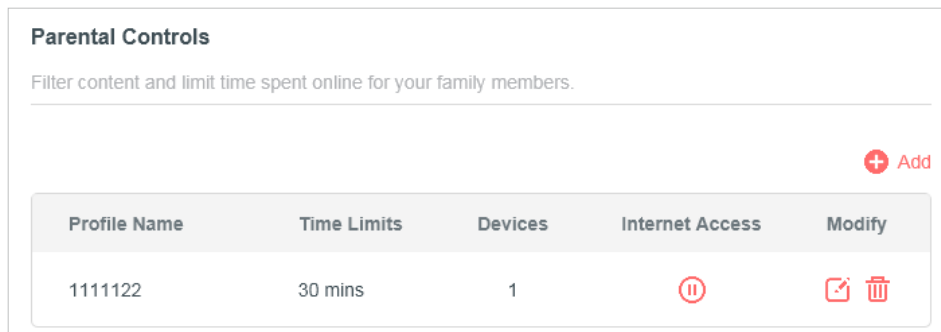 Parental Controls
Filter content and limit time spent online for your family members.
Add
Profile Name Time Limits Devices Internet Access Modify
1111122 30 mins 1